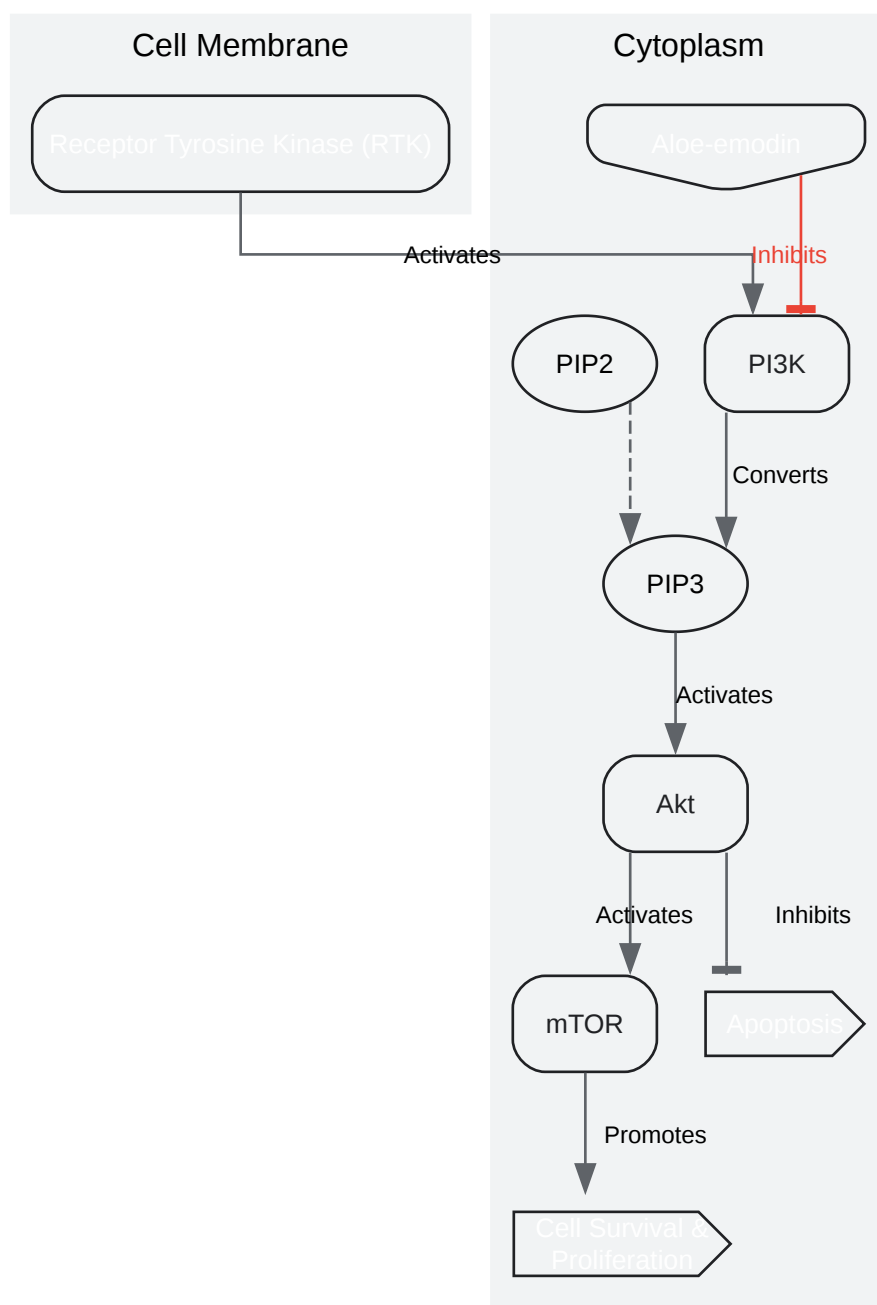 Cell Membrane
Cytoplasm
Receptor Tyrosine Kinase (RTK)
Aloe-emodin
Activates
Inhibits
PIP2
PI3K
Converts
PIP3
Activates
Akt
Activates
Inhibits
mTOR
Apoptosis
Promotes
Cell Survival &
Proliferation